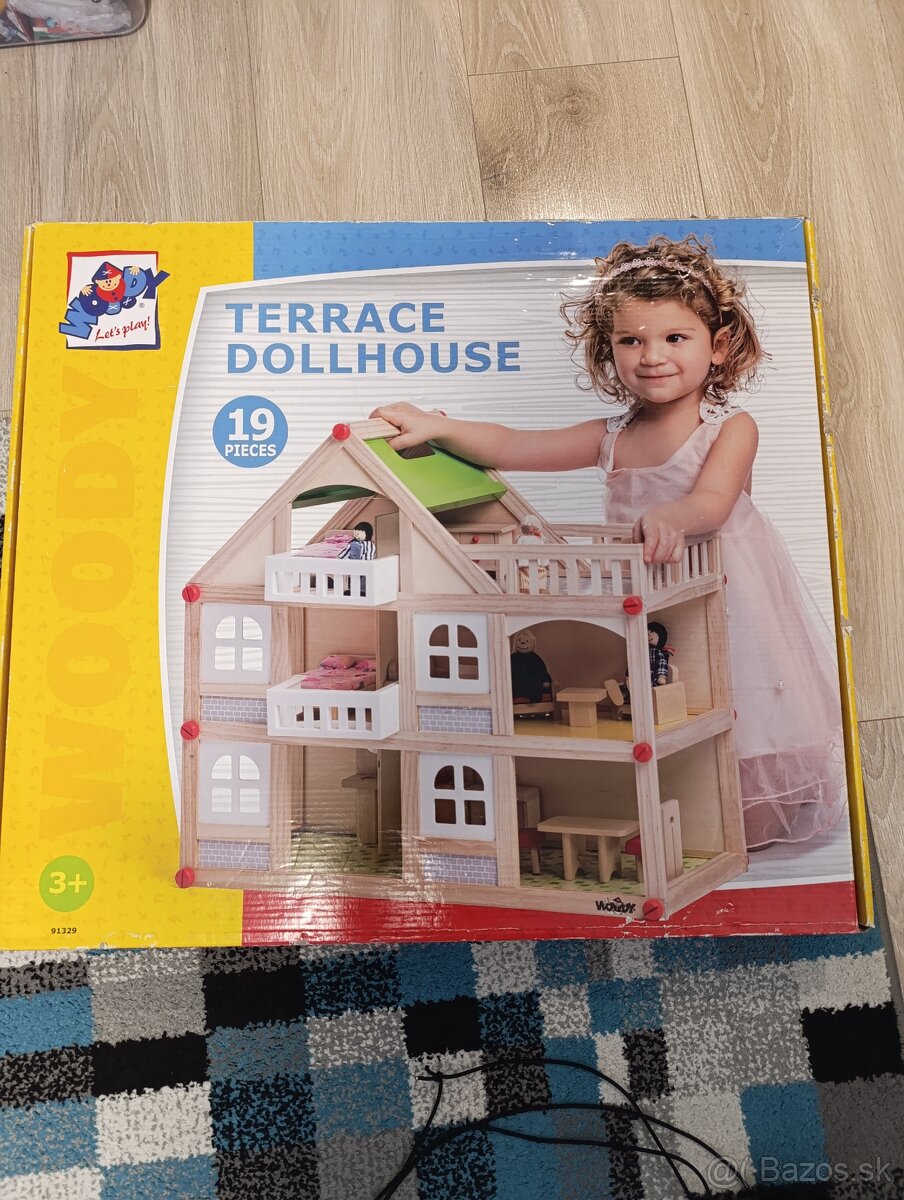 WOODY
Let's play!
TERRACE
DOLLHOUSE
19
PIECES
WOODY
3+
91329
WOODY
@( Bazos.sk